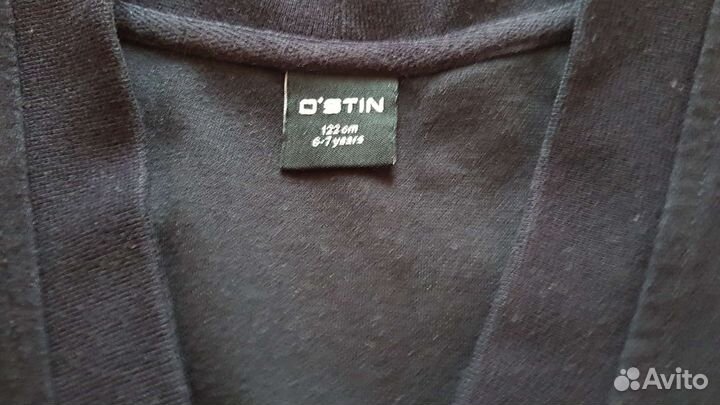 O'STIN
122 cm
6-7 years
Avito